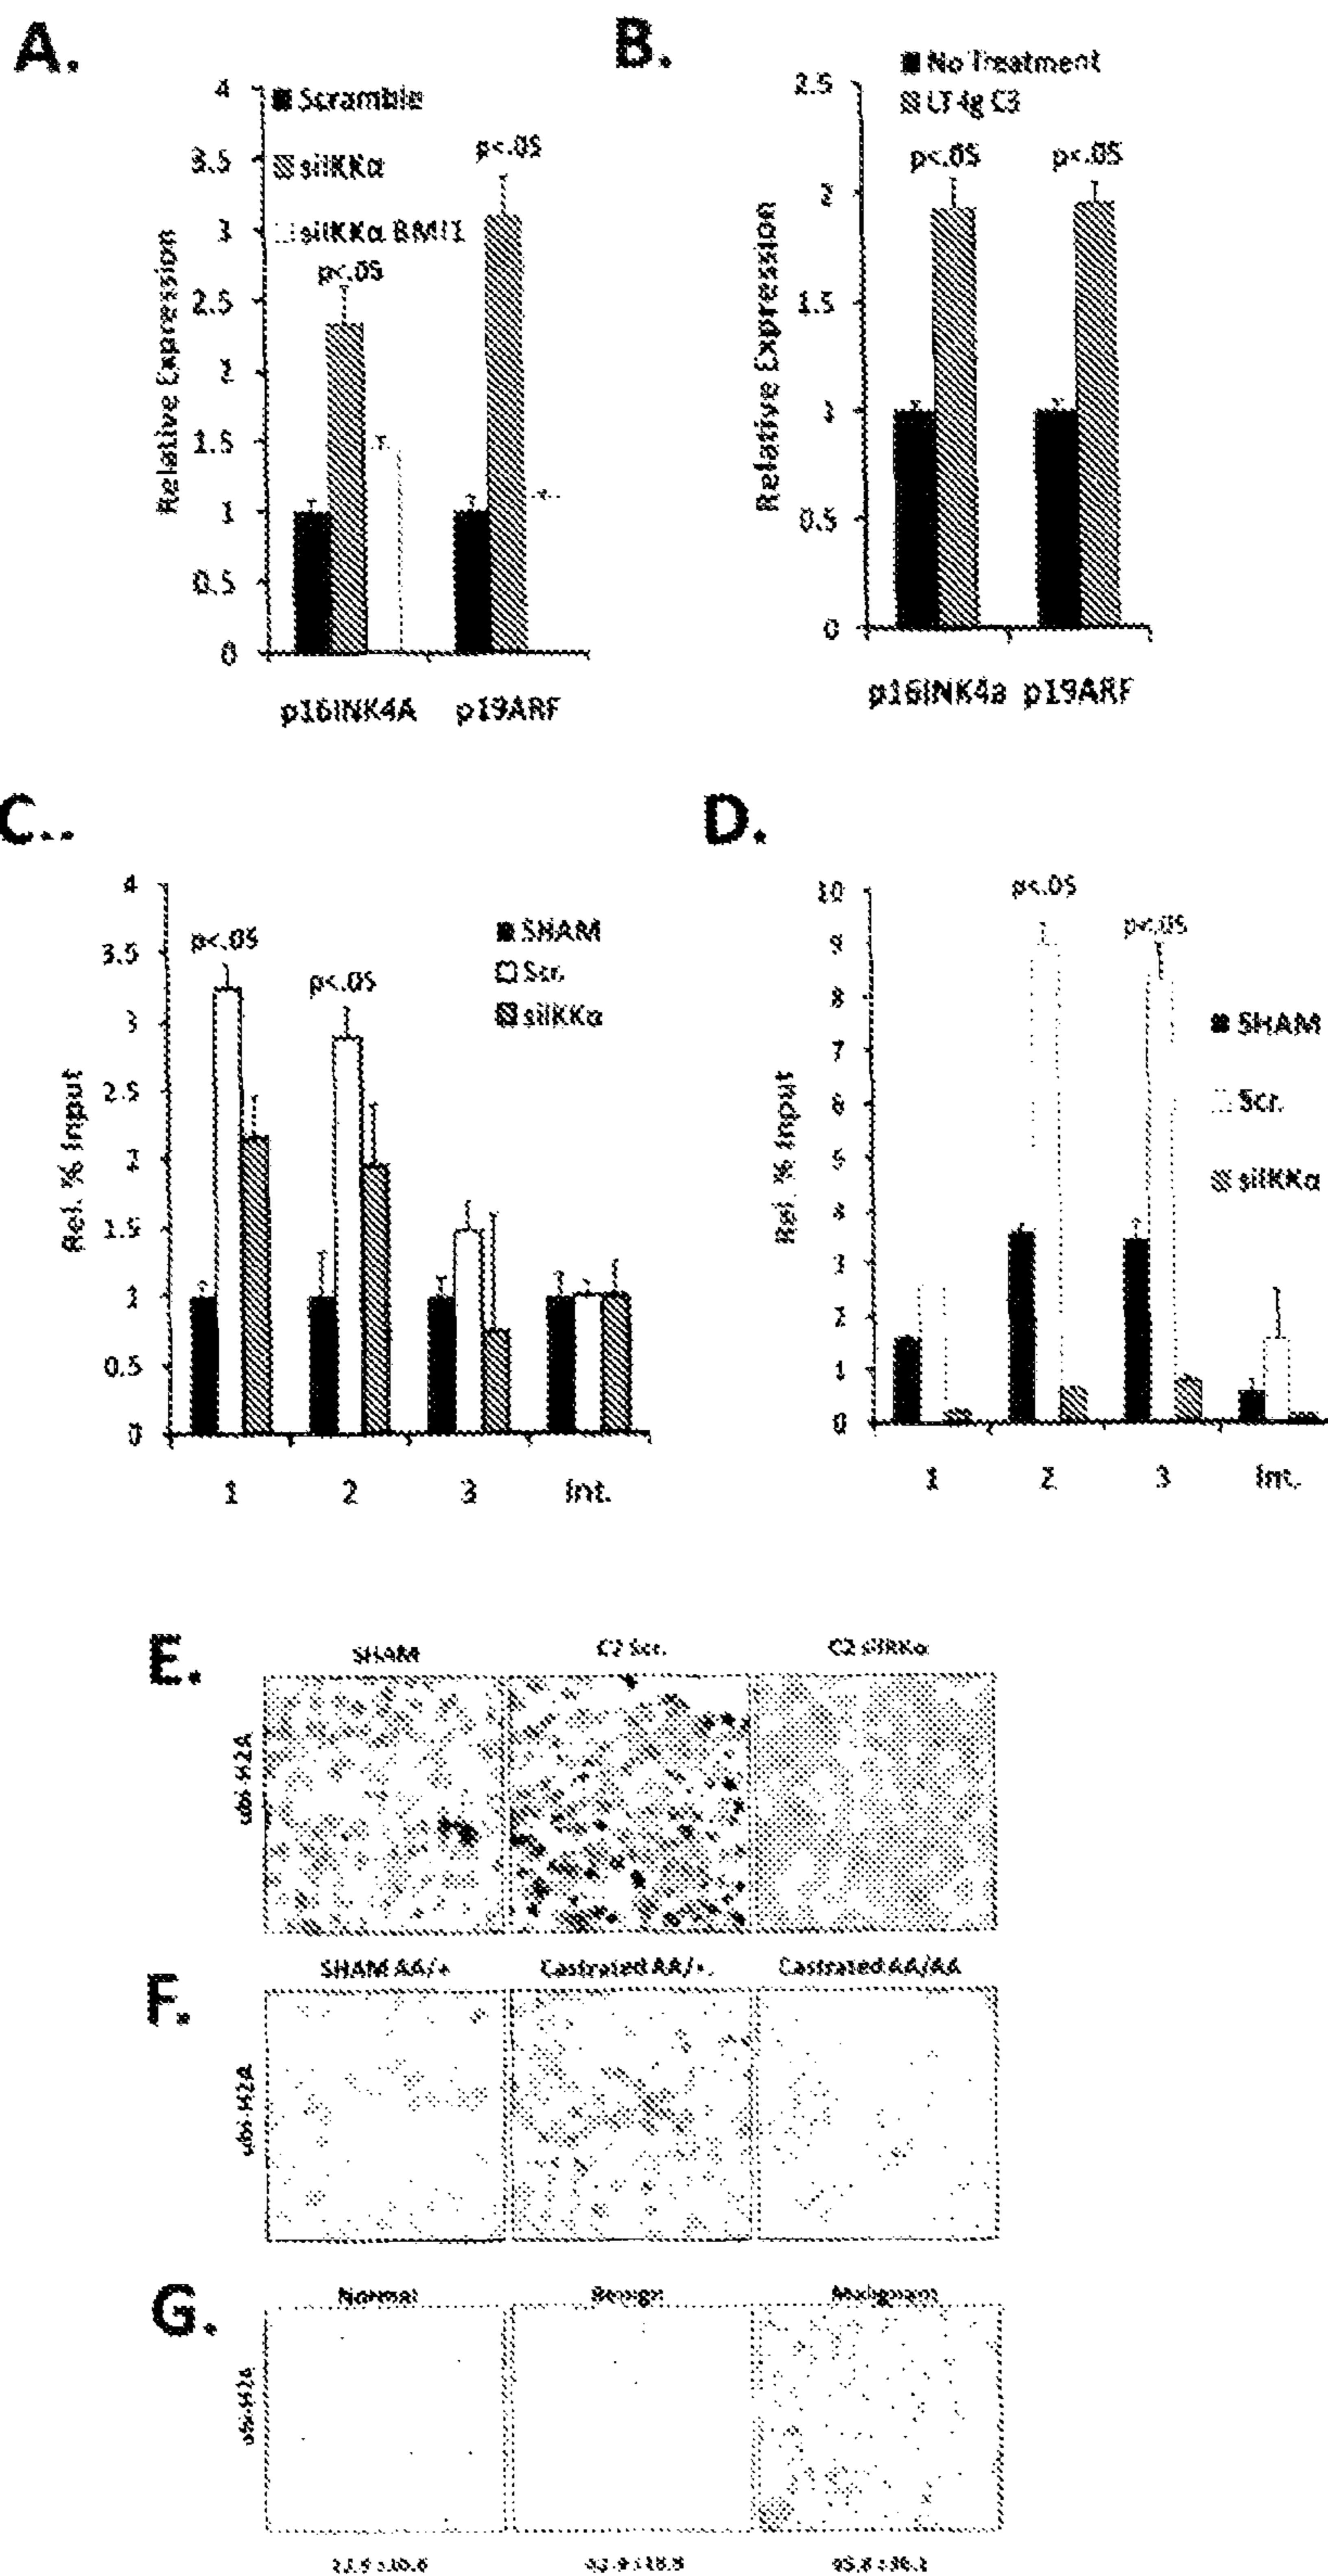 A.
4
3.5
3
2.5
2
1.5
1
0.5
0
Relative Expression
Scramble
siIKKα
siIKKα BMI1
p<.05
p<.05
p16INK4A p19ARF
B.
2.5
2
1.5
1
0.5
0
Relative Expression
No Treatment
LT-Ig C3
p<.05 p<.05
p16INK4a p19ARF
C..
4
3.5
3
2.5
2
1.5
1
0.5
0
Rel. % Input
SHAM
Scr.
siIKKα
p<.05
p<.05
1 2 3 Int.
D.
10
9
8
7
6
5
4
3
2
1
0
Rel. % Input
SHAM
Scr.
siIKKα
p<.05
p<.05
1 2 3 Int.
E.
SHAM C2 Scr. C2 siIKKα
ubi-H2A
F.
SHAM AA/+ Castrated AA/+. Castrated AA/AA
ubi-H2A
G.
Normal Benign Malignant
ubi-H2A